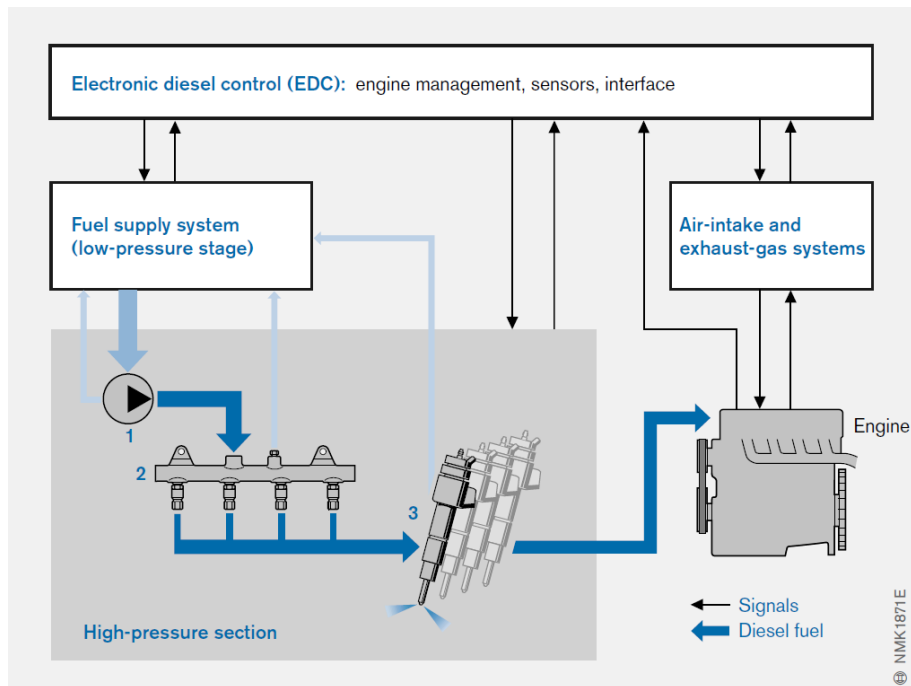 Electronic diesel control (EDC): engine management, sensors, interface
Fuel supply system
(low-pressure stage)
Air-intake and
exhaust-gas systems
1
2
3
Engine
High-pressure section
Signals
Diesel fuel
NMK1871E